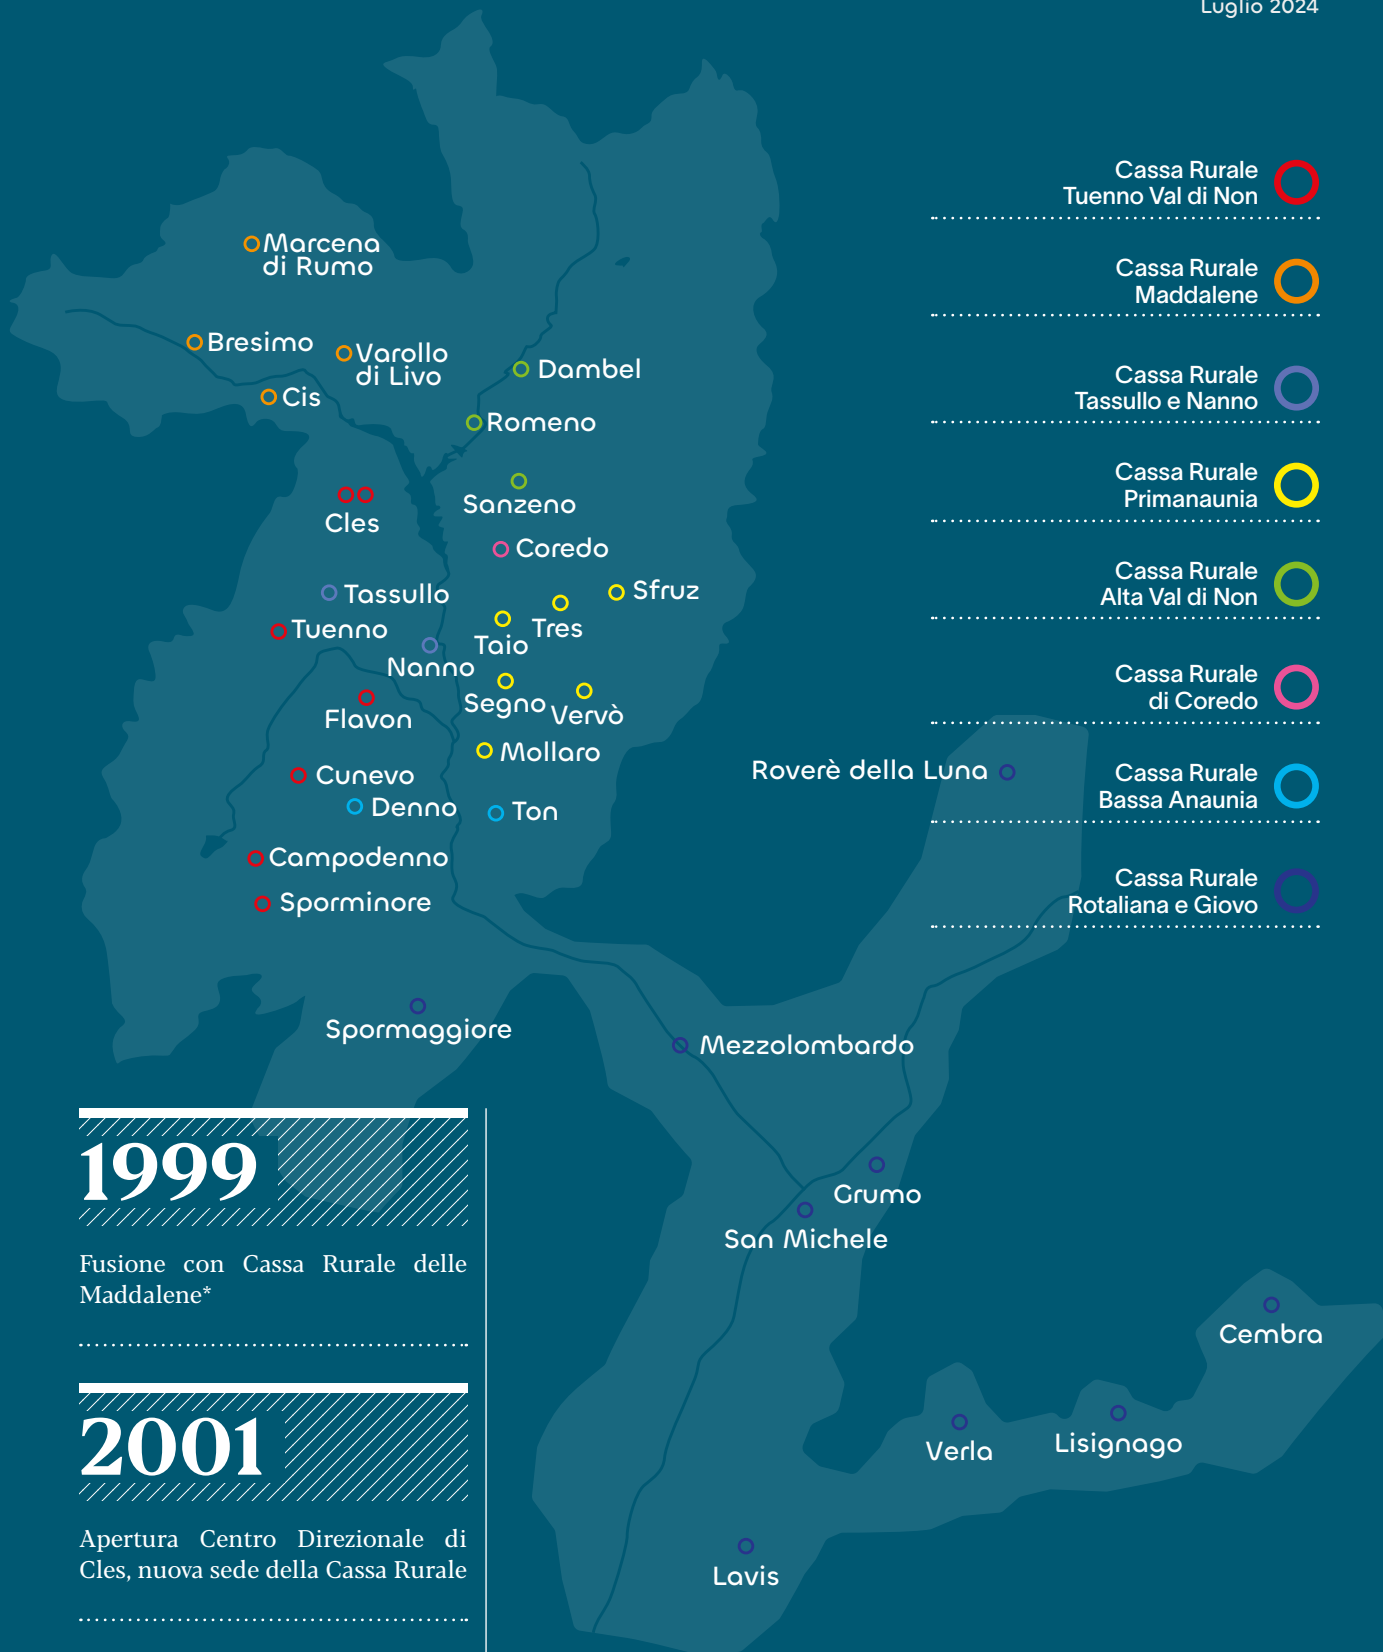 Luglio 2024
Cassa Rurale
Tuenno Val di Non
Cassa Rurale
Maddalene
Cassa Rurale
Tassullo e Nanno
Cassa Rurale
Primanaunia
Cassa Rurale
Alta Val di Non
Cassa Rurale
di Coredo
Cassa Rurale
Bassa Anaunia
Cassa Rurale
Rotaliana e Giovo
Marcena
di Rumo
Bresimo
Varollo
di Livo
Cis
Dambel
Romeno
Sanzeno
Cles
Coredo
Sfruz
Tassullo
Tres
Tuenno
Taio
Nanno
Segno
Vervò
Flavon
Mollaro
Roverè della Luna
Cunevo
Denno
Ton
Campodenno
Sporminore
Spormaggiore
Mezzolombardo
Grumo
San Michele
Cembra
Verla
Lisignago
Lavis
1999
Fusione con Cassa Rurale delle
Maddalene*
2001
Apertura Centro Direzionale di
Cles, nuova sede della Cassa Rurale